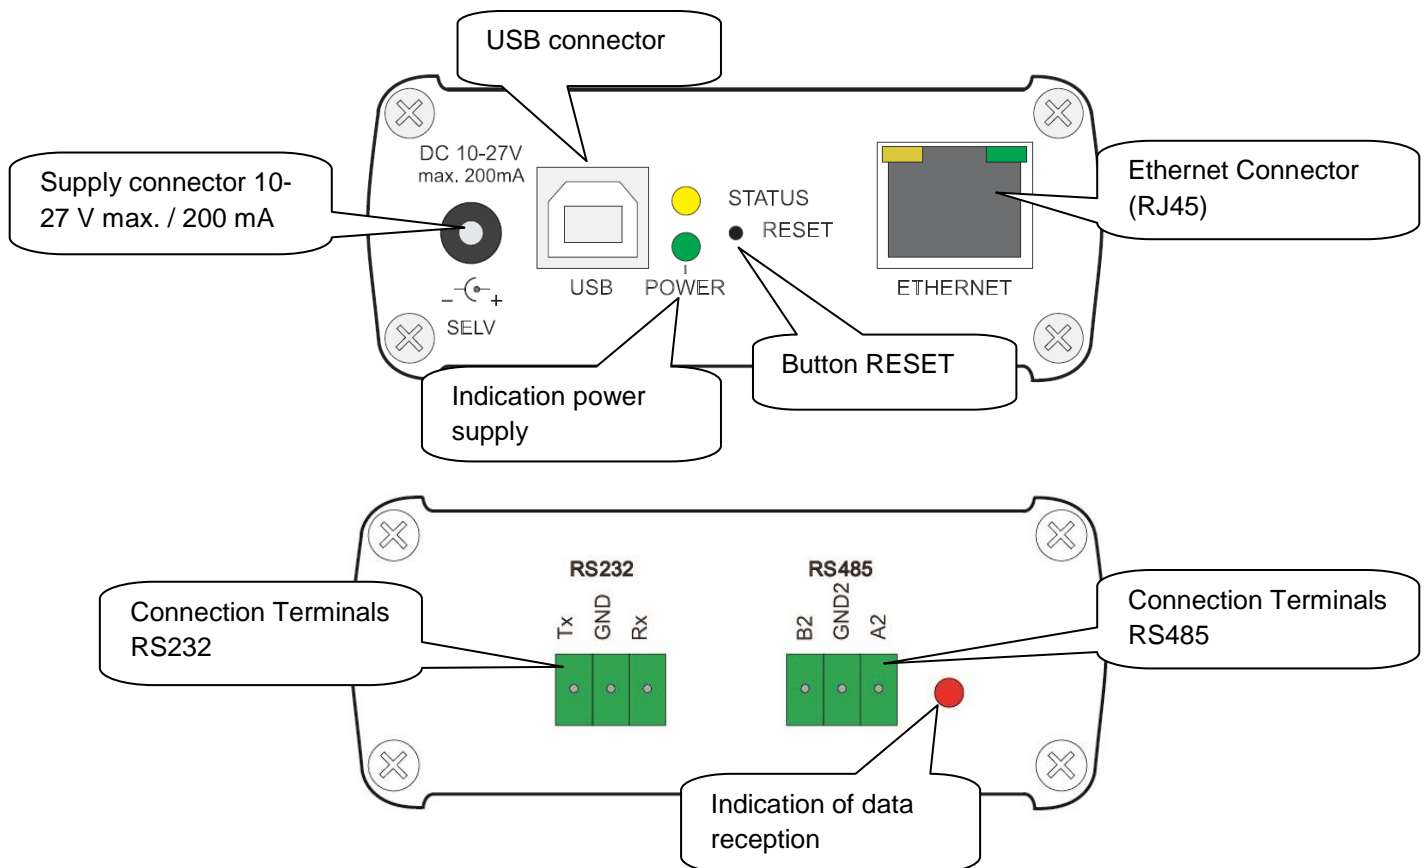 USB connector
DC 10-27V
max. 200mA
Supply connector 10-
27 V max. / 200 mA
STATUS
RESET
Ethernet Connector
(RJ45)
USB
POWER
ETHERNET
- +
SELV
Button RESET
Indication power
supply
RS232
RS485
Tx
GND
Rx
B2
GND2
A2
Connection Terminals
RS232
Connection Terminals
RS485
Indication of data
reception